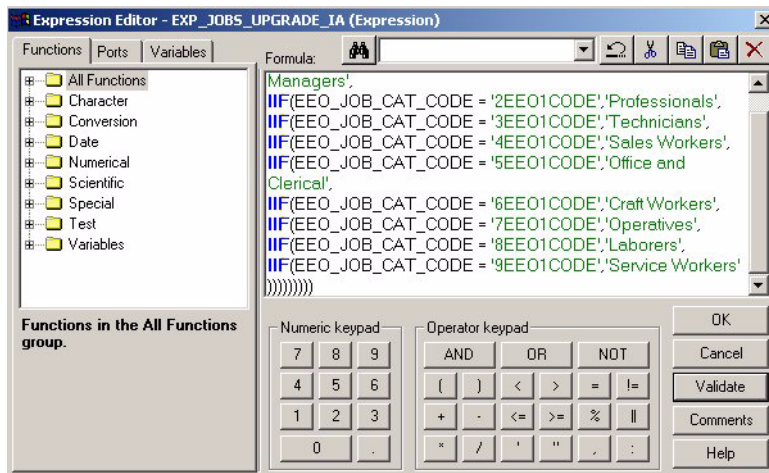 Expression Editor - EXP_JOBS_UPGRADE_IA (Expression)
Functions
Ports
Variables
Formula:
All Functions
Character
Conversion
Date
Numerical
Scientific
Special
Test
Variables
Managers',
IIF(EEO_JOB_CAT_CODE = '2EEO1CODE','Professionals',
IIF(EEO_JOB_CAT_CODE = '3EEO1CODE','Technicians',
IIF(EEO_JOB_CAT_CODE = '4EEO1CODE','Sales Workers',
IIF(EEO_JOB_CAT_CODE = '5EEO1CODE','Office and
Clerical',
IIF(EEO_JOB_CAT_CODE = '6EEO1CODE','Craft Workers',
IIF(EEO_JOB_CAT_CODE = '7EEO1CODE','Operatives',
IIF(EEO_JOB_CAT_CODE = '8EEO1CODE','Laborers',
IIF(EEO_JOB_CAT_CODE = '9EEO1CODE','Service Workers'
)))))))))
Functions in the All Functions
group.
Numeric keypad
7 8 9
4 5 6
1 2 3
0 .
Operator keypad
AND OR NOT
( ) < > = !=
+ - <= >= % ||
* / ' " , :
OK
Cancel
Validate
Comments
Help